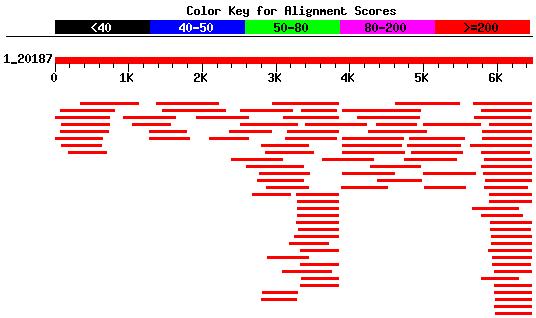 Color Key for Alignment Scores
<40 40-50 50-80 80-200 >=200
1_20187
0 1K 2K 3K 4K 5K 6K